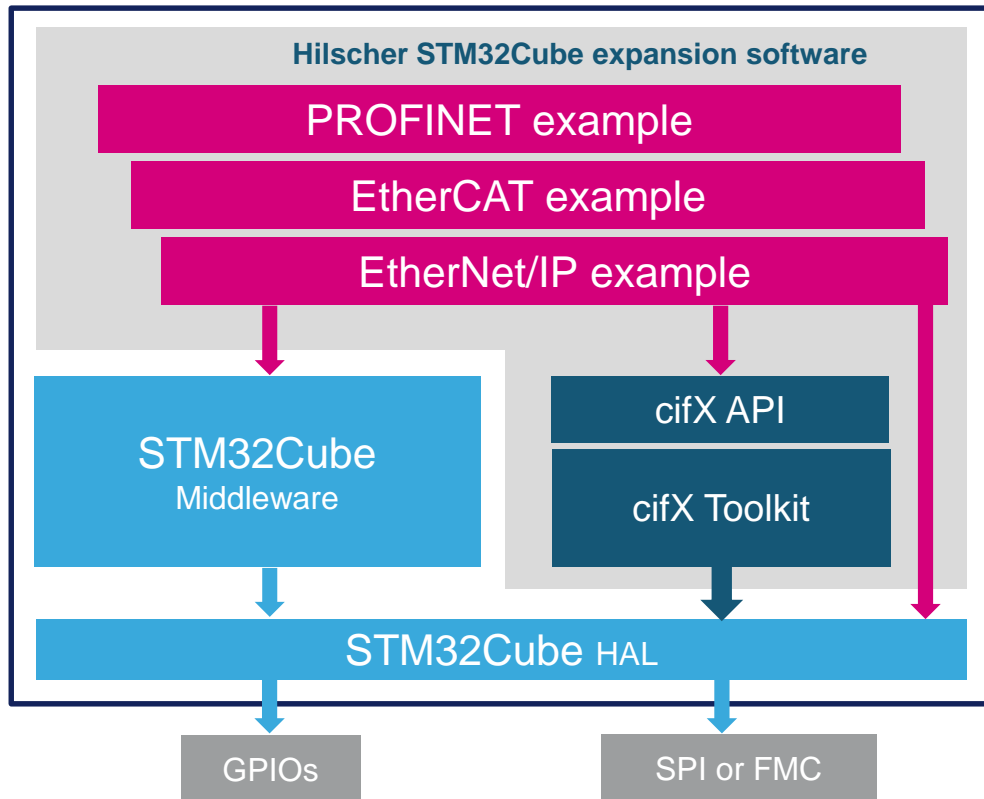 Hilscher STM32Cube expansion software
PROFINET example
EtherCAT example
EtherNet/IP example
STM32Cube
Middleware
cifX API
cifX Toolkit
STM32Cube HAL
GPIOs
SPI or FMC